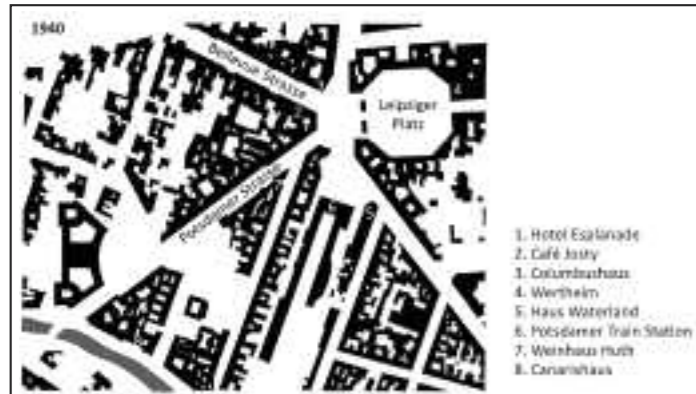 1940
Bellevue Strasse
Leipziger
Platz
Potsdamer Strasse
1. Hotel Esplanade
2. Café Josty
3. Columbushaus
4. Wertheim
5. Haus Waterland
6. Potsdamer Train Station
7. Weinhaus Huth
8. Canarishaus